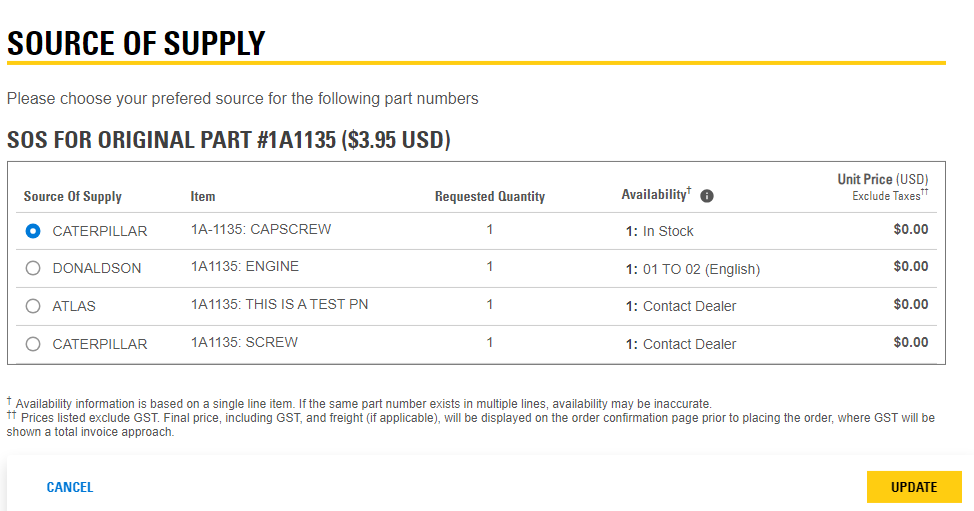 SOURCE OF SUPPLY
Please choose your prefered source for the following part numbers
SOS FOR ORIGINAL PART #1A1135 ($3.95 USD)
Source Of Supply Item Requested Quantity Availability† i Unit Price (USD) Exclude Taxes††
CATERPILLAR 1A-1135: CAPSCREW 1 1: In Stock $0.00
DONALDSON 1A1135: ENGINE 1 1: 01 TO 02 (English) $0.00
ATLAS 1A1135: THIS IS A TEST PN 1 1: Contact Dealer $0.00
CATERPILLAR 1A1135: SCREW 1 1: Contact Dealer $0.00
† Availability information is based on a single line item. If the same part number exists in multiple lines, availability may be inaccurate.
†† Prices listed exclude GST. Final price, including GST, and freight (if applicable), will be displayed on the order confirmation page prior to placing the order, where GST will be
shown a total invoice approach.
CANCEL UPDATE